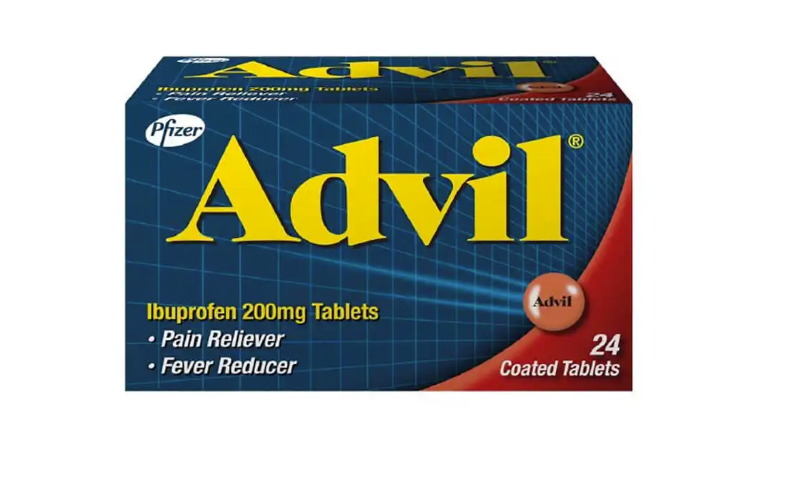 Advil
Ibuprofen 200mg Tablets
• Pain Reliever
• Fever Reducer
24
Coated Tablets
Pfizer
Advil®
Advil
Ibuprofen 200mg Tablets
• Pain Reliever
• Fever Reducer
24
Coated Tablets